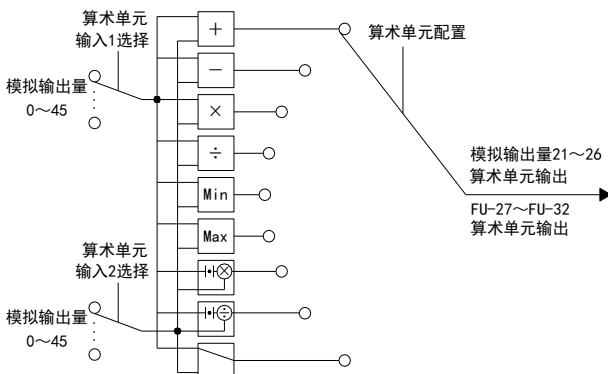 算术单元
输入1选择
模拟输出量
0～45
+
−
×
÷
Min
Max
算术单元配置
模拟输出量21～26
算术单元输出
FU-27～FU-32
算术单元输出
算术单元
输入2选择
模拟输出量
0～45